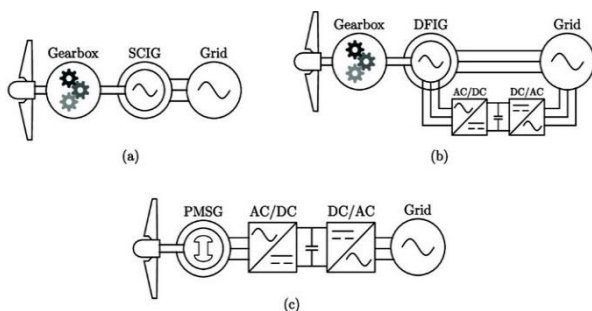 Gearbox SCIG Grid
(a)
Gearbox DFIG Grid
AC/DC DC/AC
(b)
PMSG AC/DC DC/AC Grid
(c)